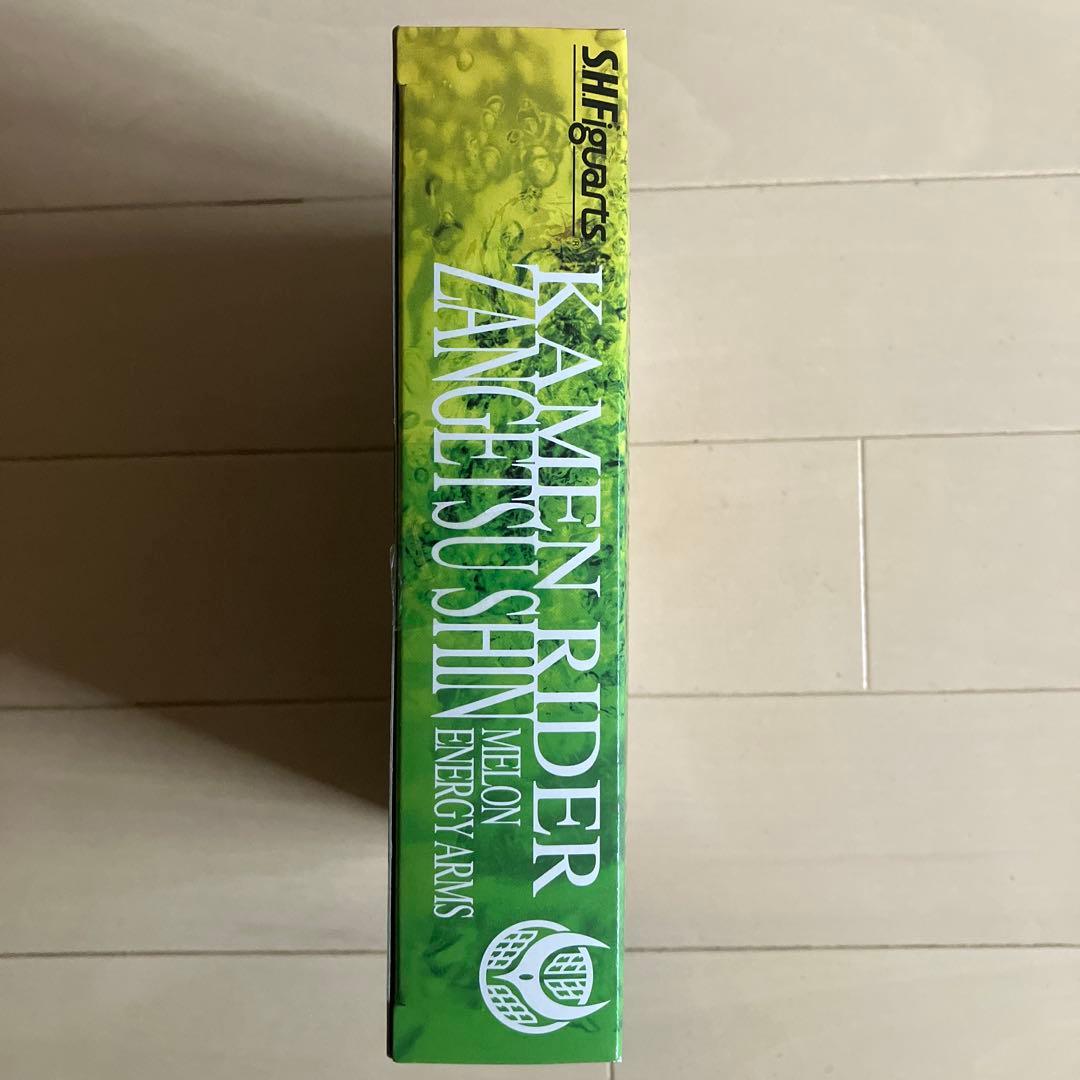 S.H.Figuarts
KAMEN RIDER
ZANGETSU SHIN
MELON
ENERGY ARMS